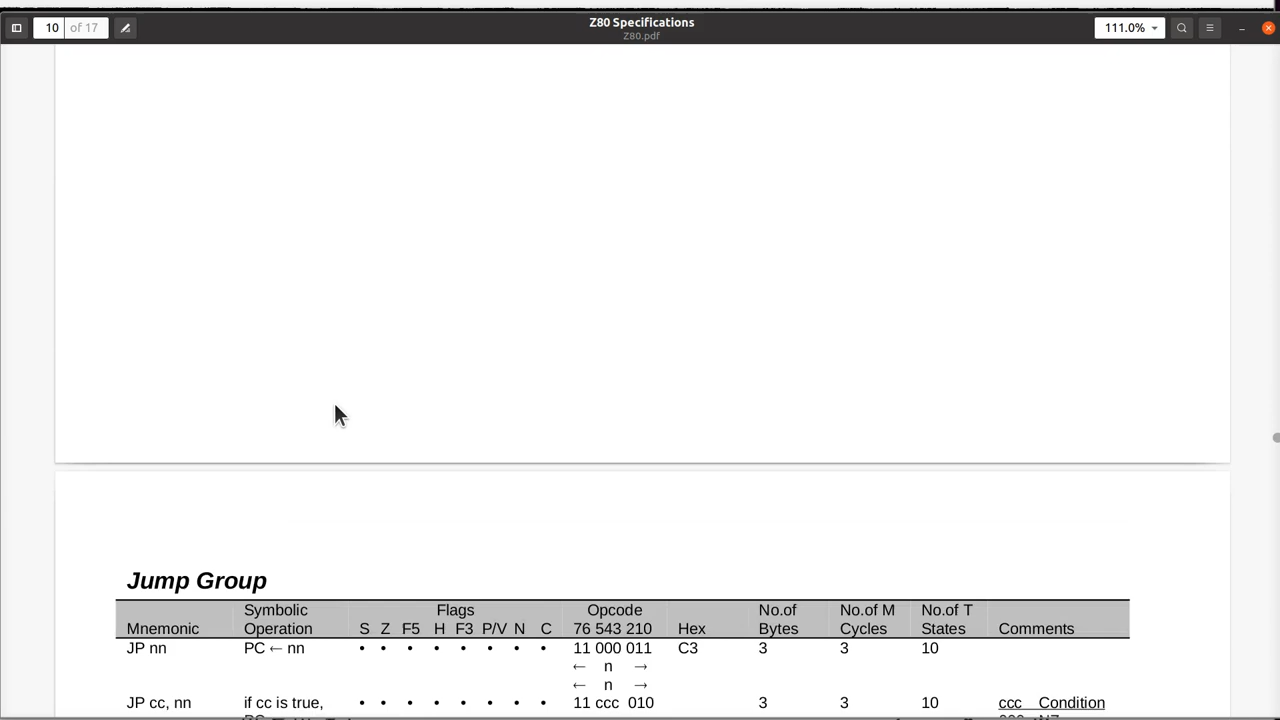 10 of 17
Z80 Specifications
Z80.pdf
111.0%
Jump Group
Symbolic Flags Opcode No.of No.of M No.of T
Mnemonic Operation S Z F5 H F3 P/V N C 76 543 210 Hex Bytes Cycles States Comments
JP nn PC ← nn • • • • • • • • 11 000 011 C3 3 3 10
← n →
← n →
JP cc, nn if cc is true, • • • • • • • • 11 ccc 010 3 3 10 ccc Condition